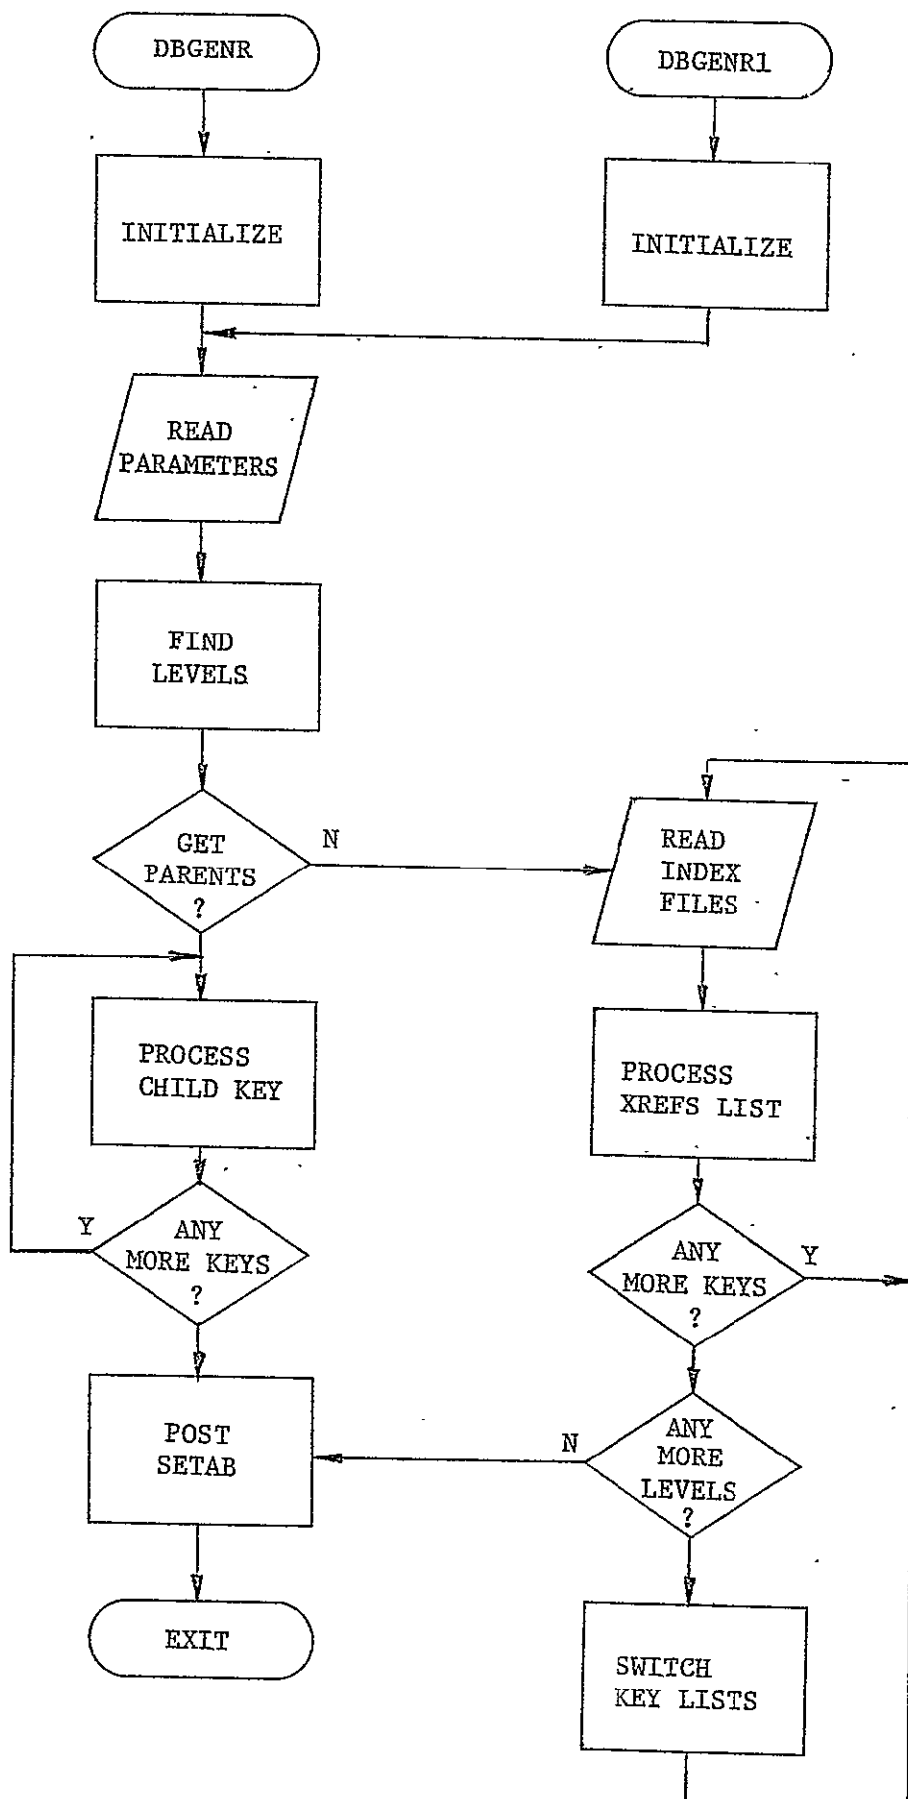 DBGENR
DBGENR1
INITIALIZE
INITIALIZE
READ
PARAMETERS
FIND
LEVELS
GET
PARENTS
?
N
READ
INDEX
FILES
PROCESS
CHILD KEY
PROCESS
XREFS LIST
Y
ANY
MORE KEYS
?
ANY
MORE KEYS
?
Y
POST
SETAB
N
ANY
MORE
LEVELS
?
EXIT
SWITCH
KEY LISTS